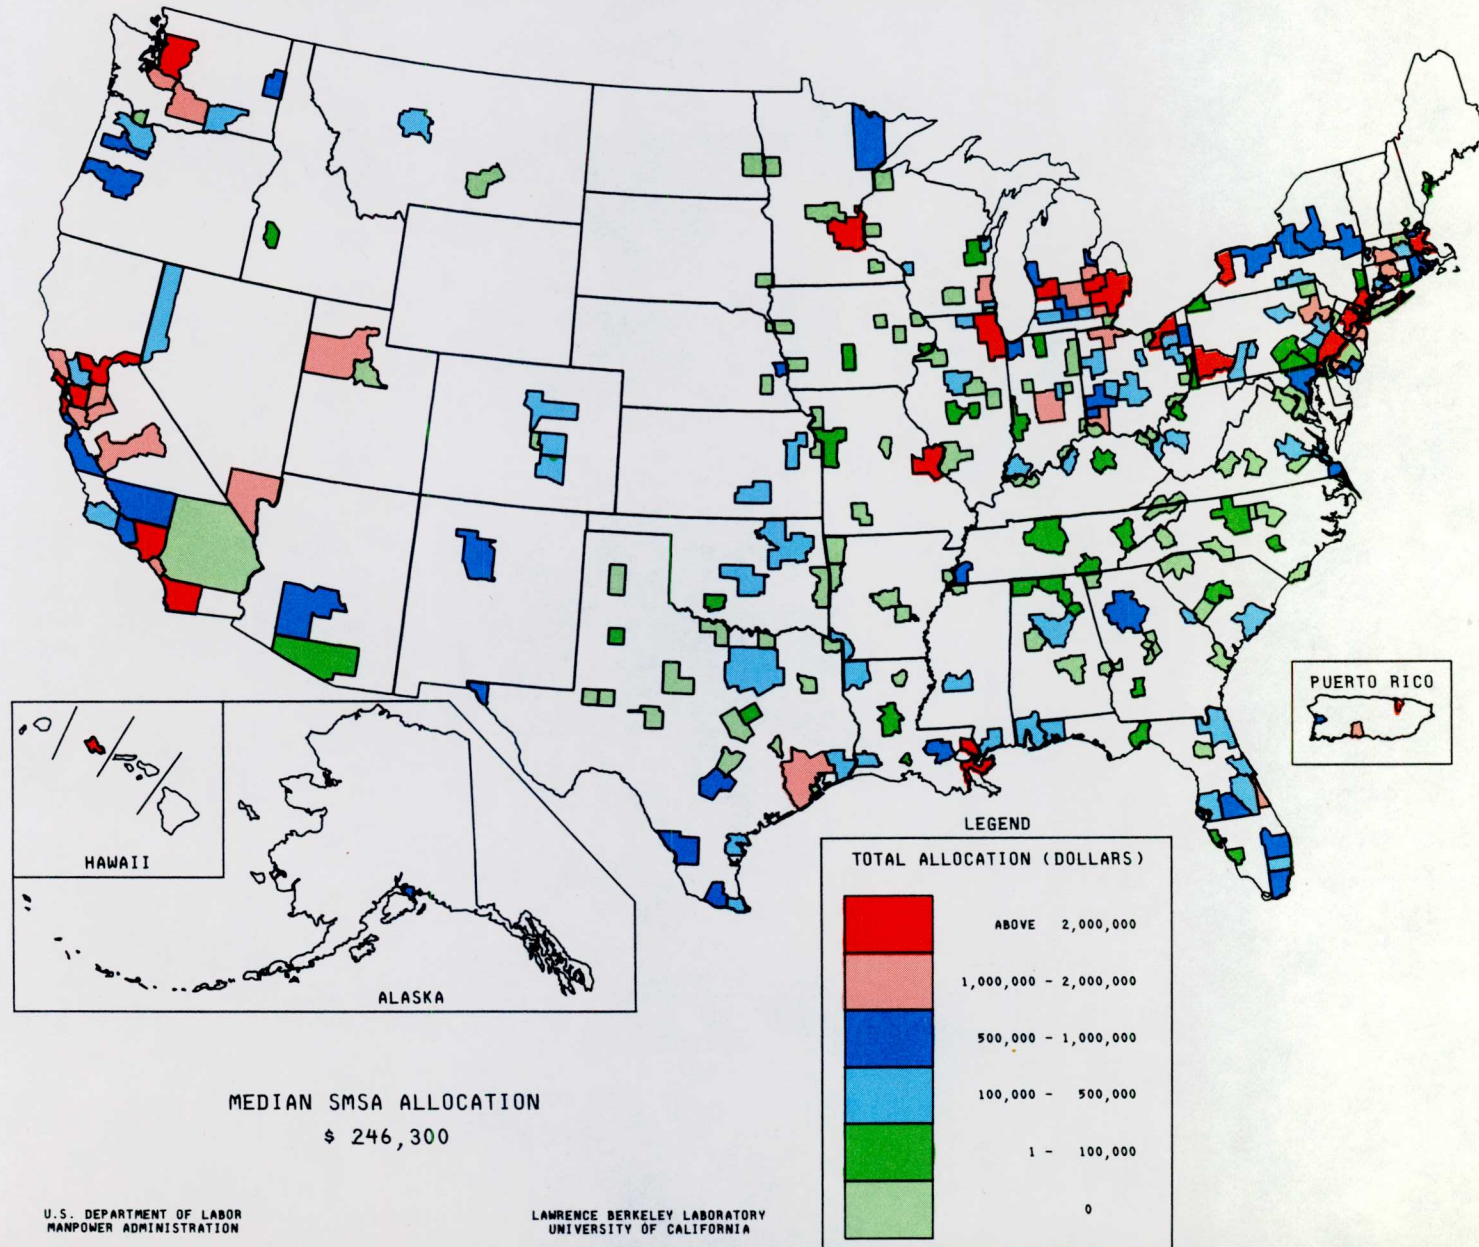 PUERTO RICO
HAWAII
ALASKA
LEGEND
TOTAL ALLOCATION (DOLLARS)
ABOVE 2,000,000
1,000,000 - 2,000,000
500,000 - 1,000,000
100,000 - 500,000
1 - 100,000
0
MEDIAN SMSA ALLOCATION
$ 246,300
U.S. DEPARTMENT OF LABOR
MANPOWER ADMINISTRATION
LAWRENCE BERKELEY LABORATORY
UNIVERSITY OF CALIFORNIA